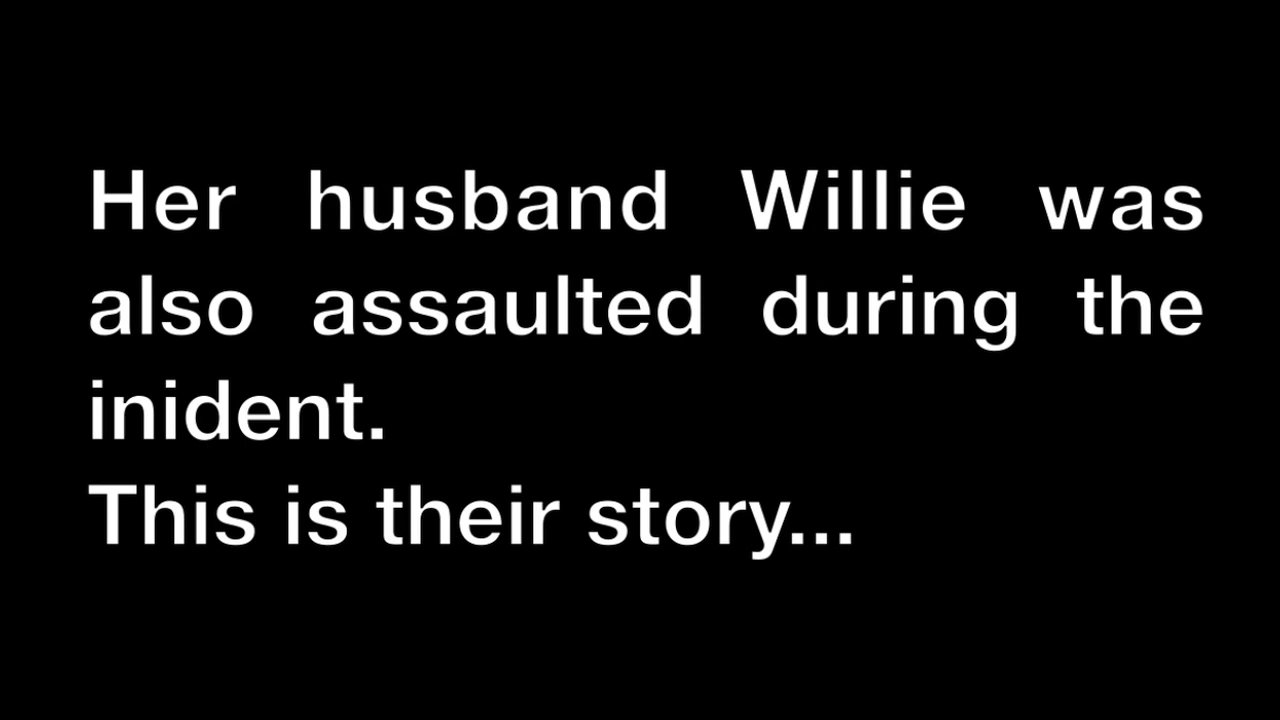 Her husband Willie was
also assaulted during the
inident.
This is their story...